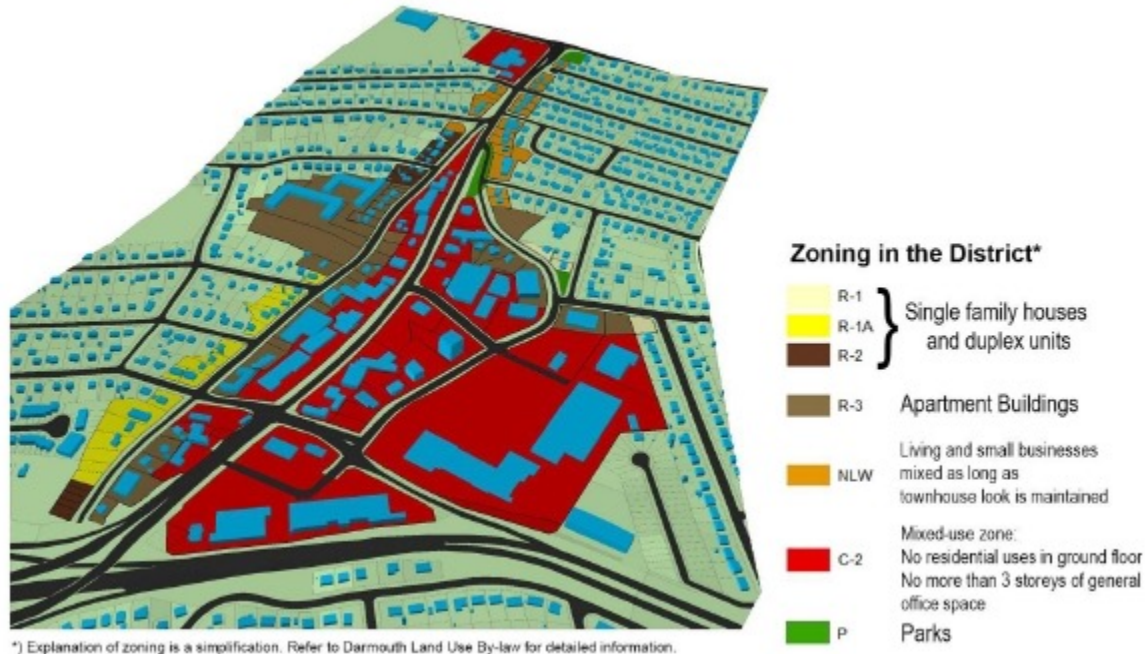 Zoning in the District*
R-1
R-1A
R-2
Single family houses
and duplex units
R-3 Apartment Buildings
NLW
Living and small businesses
mixed as long as
townhouse look is maintained
C-2
Mixed-use zone:
No residential uses in ground floor
No more than 3 storeys of general
office space
P Parks
*) Explanation of zoning is a simplification. Refer to Darmouth Land Use By-law for detailed information.